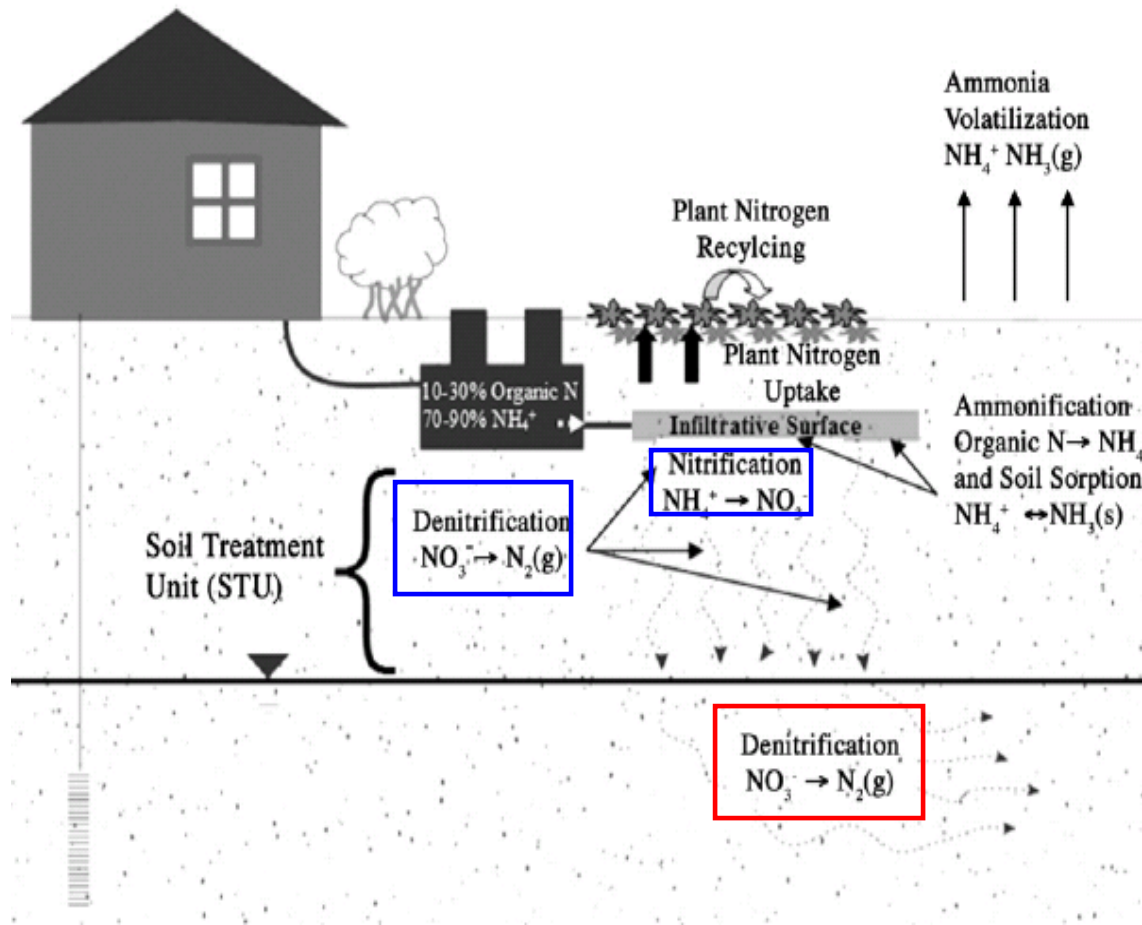 Ammonia
Volatilization
NH₄⁺ NH₃(g)
Plant Nitrogen
Recylcing
Plant Nitrogen
Uptake
10-30% Organic N
70-90% NH₄⁺
Infiltrative Surface
Ammonification
Organic N→ NH₄
and Soil Sorption
NH₄⁺ ↔NH₃(s)
Nitrification
NH₄⁺ → NO₃⁻
Denitrification
NO₃⁻→ N₂(g)
Soil Treatment
Unit (STU)
Denitrification
NO₃⁻ → N₂(g)